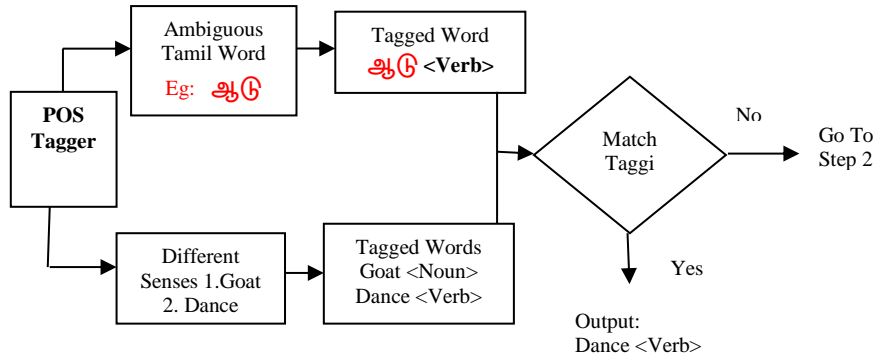 POS
Tagger
Ambiguous
Tamil Word
Eg: ஆடு
Tagged Word
ஆடு <Verb>
Different
Senses 1.Goat
2. Dance
Tagged Words
Goat <Noun>
Dance <Verb>
Match
Taggi
No
Go To
Step 2
Yes
Output:
Dance <Verb>